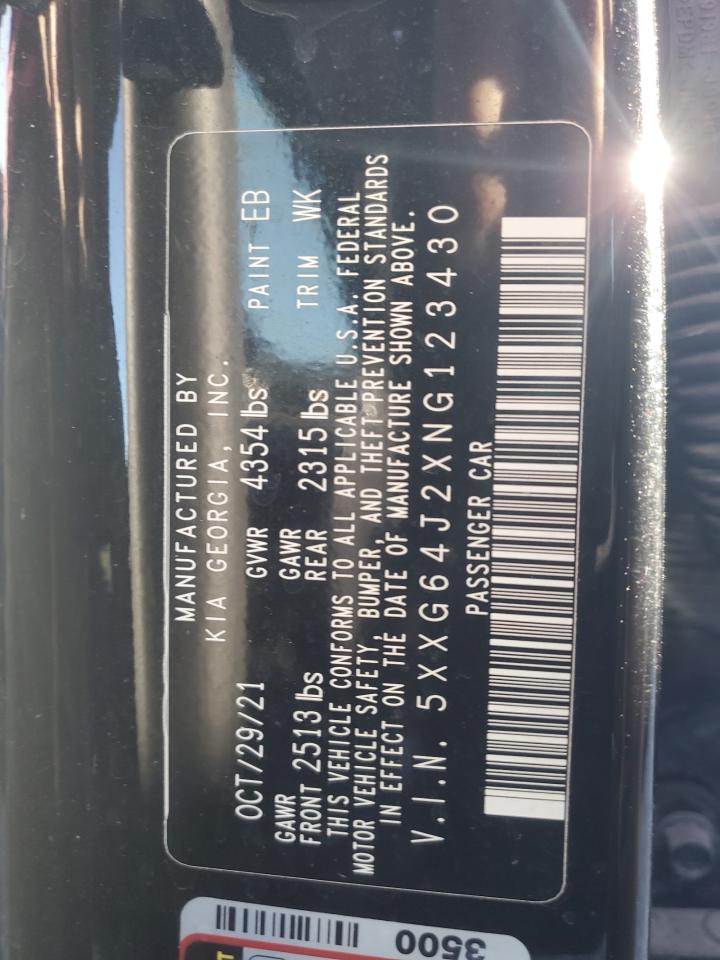 MANUFACTURED BY
KIA GEORGIA, INC.
OCT/29/21 GVWR 4354 lbs PAINT EB
GAWR FRONT 2513 lbs GAWR REAR 2315 lbs TRIM WK
THIS VEHICLE CONFORMS TO ALL APPLICABLE U.S.A. FEDERAL
MOTOR VEHICLE SAFETY, BUMPER, AND THEFT PREVENTION STANDARDS
IN EFFECT ON THE DATE OF MANUFACTURE SHOWN ABOVE.
V.I.N. 5XXG64J2XNG123430
PASSENGER CAR
3500